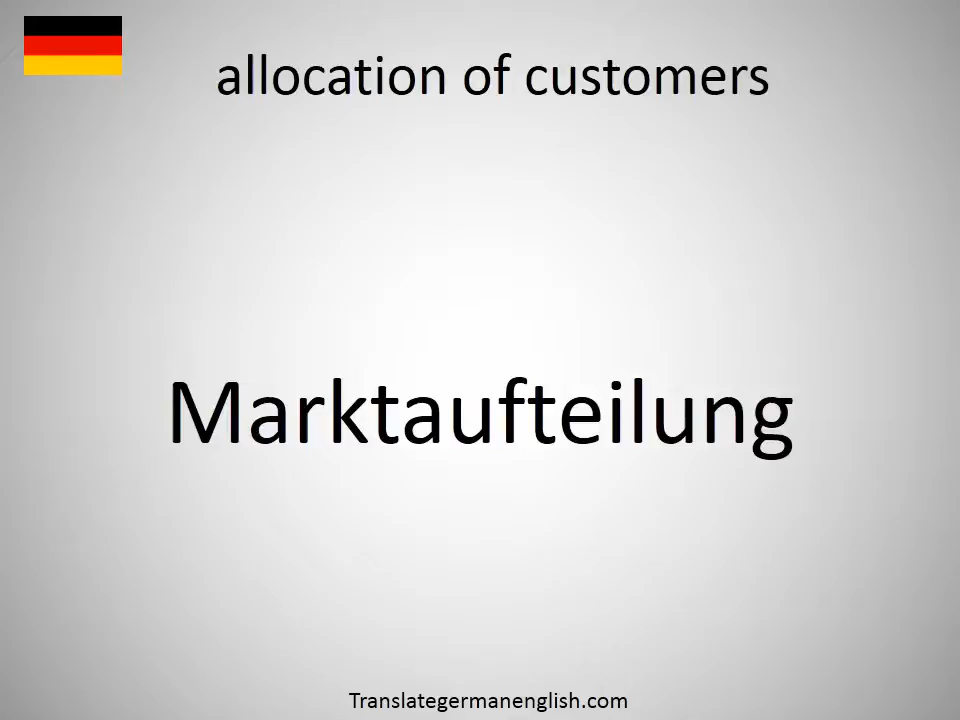 allocation of customers
Marktaufteilung
Translategermanenglish.com